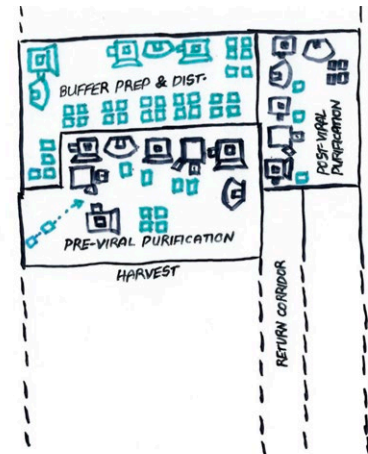 BUFFER PREP & DIST.
POST-VIRAL
PURIFICATION
PRE-VIRAL PURIFICATION
HARVEST
RETURN CORRIDOR